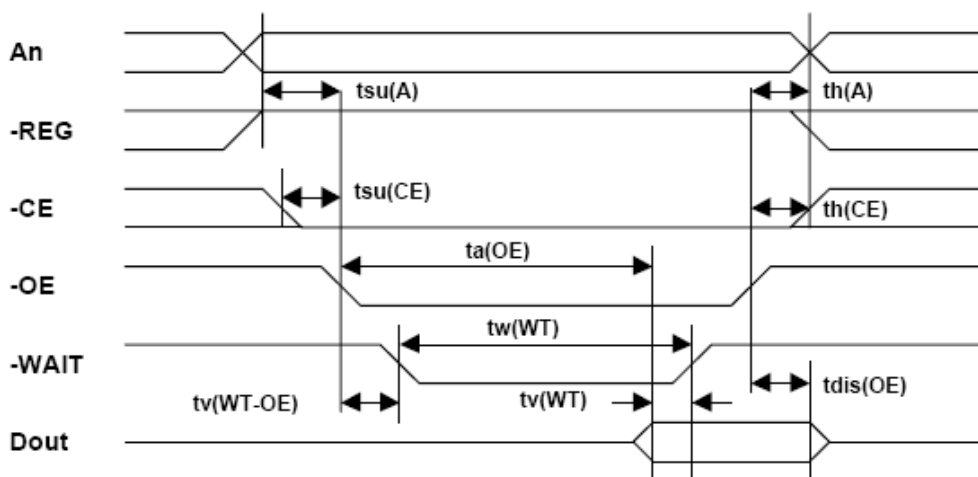 An
tsu(A) th(A)
-REG
tsu(CE)
-CE th(CE)
ta(OE)
-OE
tw(WT)
-WAIT
tdis(OE)
tv(WT-OE) tv(WT)
Dout